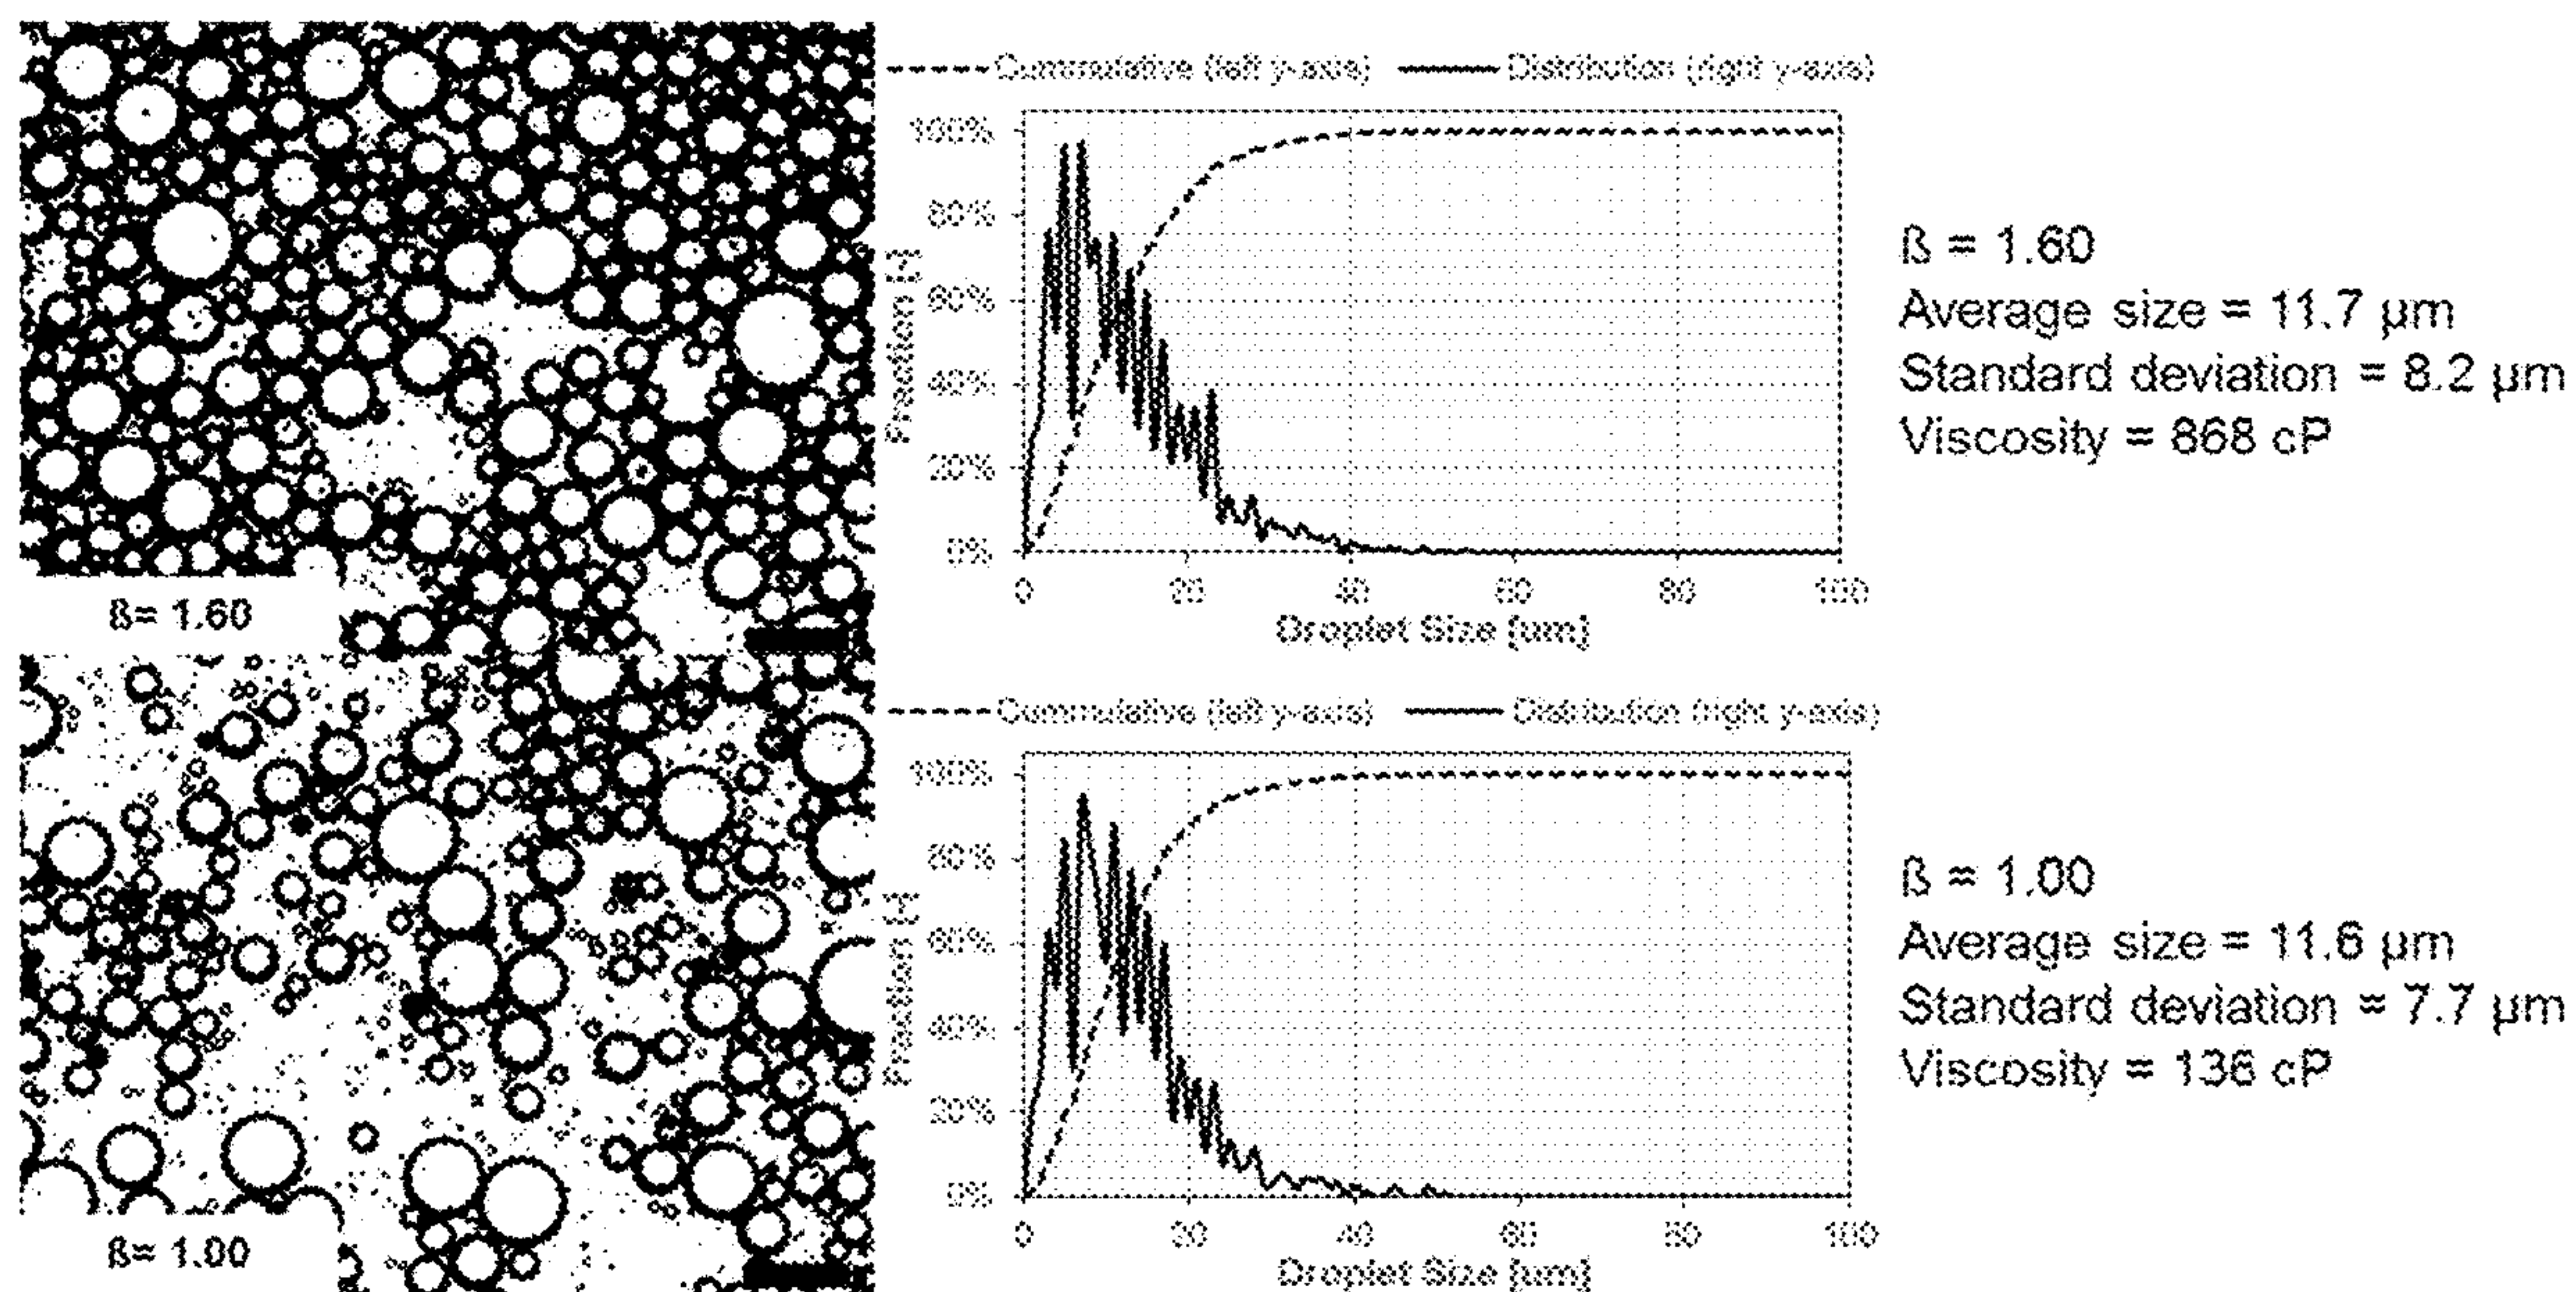 Cummulative (left y-axis) Distribution (right y-axis)
100%
80%
60%
40%
20%
0%
Fraction [-]
0 20 40 60 80 100
Droplet Size [um]
ß = 1.60
Average size = 11.7 µm
Standard deviation = 8.2 µm
Viscosity = 868 cP
ß= 1.60
Cummulative (left y-axis) Distribution (right y-axis)
100%
80%
60%
40%
20%
0%
Fraction [-]
0 20 40 60 80 100
Droplet Size [um]
ß = 1.00
Average size = 11.6 µm
Standard deviation = 7.7 µm
Viscosity = 136 cP
ß= 1.00